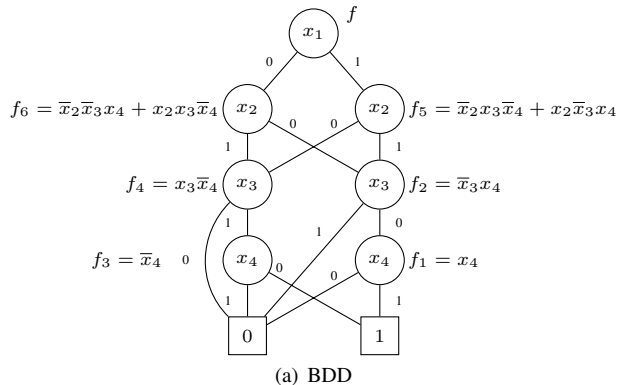 f
x₁
0 1
f₆ = x̅₂x̅₃x₄ + x₂x₃x̅₄ x₂ 0 0 x₂ f₅ = x̅₂x₃x̅₄ + x₂x̅₃x₄
1 1
f₄ = x₃x̅₄ x₃ x₃ f₂ = x̅₃x₄
1 1 0
f₃ = x̅₄ 0 x₄ 0 0 x₄ f₁ = x₄
1 1
0 1
(a) BDD